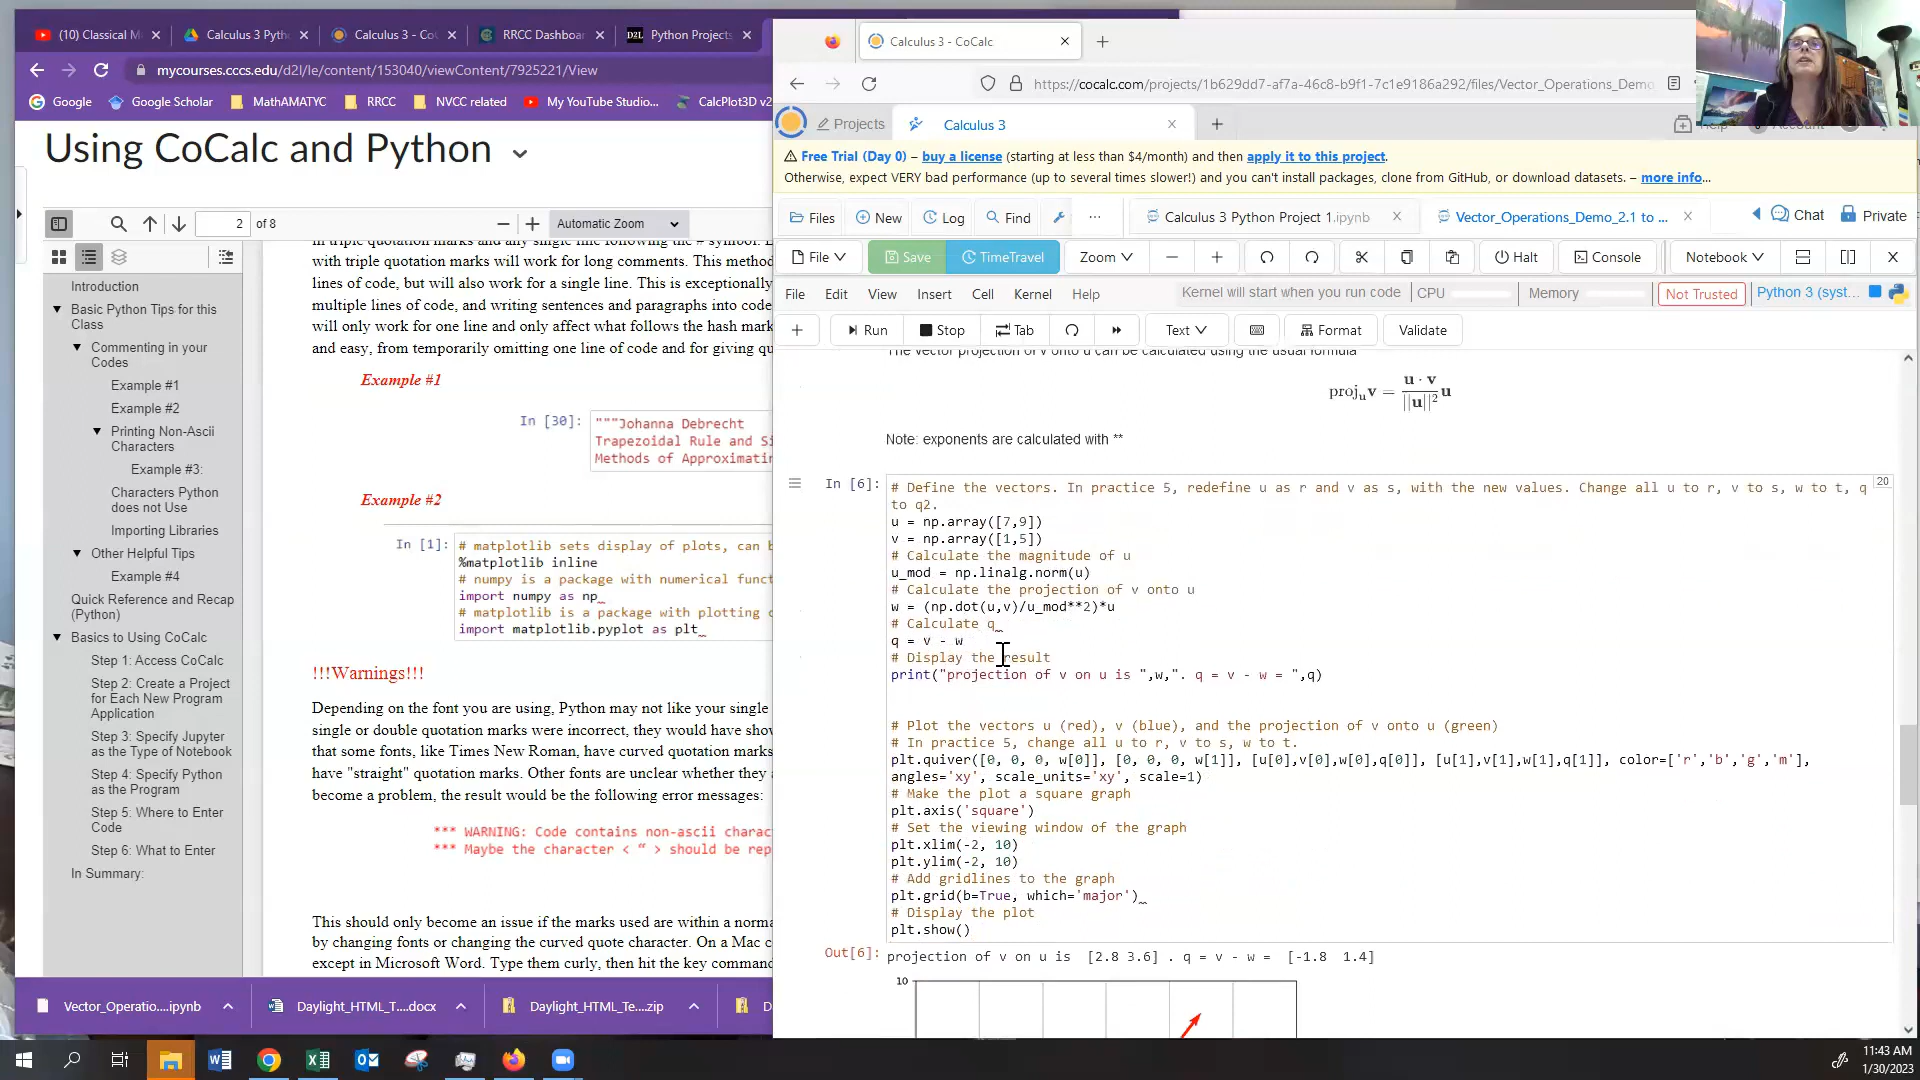 (10) Classical M
Calculus 3 Pyth
Calculus 3 - Co
RRCC Dashboa
D2L Python Projects
mycourses.cccs.edu/d2l/le/content/153040/viewContent/7925221/View
Google Google Scholar MathAMATYC RRCC NVCC related My YouTube Studio... CalcPlot3D v2
Using CoCalc and Python
2 of 8
Automatic Zoom
Introduction
Basic Python Tips for this
Class
Commenting in your
Codes
Example #1
Example #2
Printing Non-Ascii
Characters
Example #3:
Characters Python
does not Use
Importing Libraries
Other Helpful Tips
Example #4
Quick Reference and Recap
(Python)
Basics to Using CoCalc
Step 1: Access CoCalc
Step 2: Create a Project
for Each New Program
Application
Step 3: Specify Jupyter
as the Type of Notebook
Step 4: Specify Python
as the Program
Step 5: Where to Enter
Code
Step 6: What to Enter
In Summary:
with triple quotation marks will work for long comments. This method
lines of code, but will also work for a single line. This is exceptionally
multiple lines of code, and writing sentences and paragraphs into code
will only work for one line and only affect what follows the hash mark
and easy, from temporarily omitting one line of code and for giving qu
Example #1
In [30]: """Johanna Debrecht
Trapezoidal Rule and Si
Methods of Approximatin
Example #2
In [1]: # matplotlib sets display of plots, can b
%matplotlib inline
# numpy is a package with numerical funct
import numpy as np
# matplotlib is a package with plotting c
import matplotlib.pyplot as plt
!!!Warnings!!!
Depending on the font you are using, Python may not like your single
single or double quotation marks were incorrect, they would have show
that some fonts, like Times New Roman, have curved quotation marks
have "straight" quotation marks. Other fonts are unclear whether they a
become a problem, the result would be the following error messages:
*** WARNING: Code contains non-ascii charac
*** Maybe the character < “ > should be rep
This should only become an issue if the marks used are within a norma
by changing fonts or changing the curved quote character. On a Mac c
except in Microsoft Word. Type them curly, then hit the key command
Vector_Operatio....ipynb
Daylight_HTML_T....docx
Daylight_HTML_Te....zip
Calculus 3 - CoCalc
https://cocalc.com/projects/1b629dd7-af7a-46c8-b9f1-7c1e9186a292/files/Vector_Operations_Demo
Projects
Calculus 3
Help
Account
Free Trial (Day 0) – buy a license (starting at less than $4/month) and then apply it to this project.
Otherwise, expect VERY bad performance (up to several times slower!) and you can't install packages, clone from GitHub, or download datasets. – more info...
Files New Log Find ... Calculus 3 Python Project 1.ipynb Vector_Operations_Demo_2.1 to ... Chat Private
File Save TimeTravel Zoom Halt Console Notebook
File Edit View Insert Cell Kernel Help Kernel will start when you run code CPU Memory Not Trusted Python 3 (syst...
Run Stop Tab Text Format Validate
The vector projection of v onto u can be calculated using the usual formula
proj_u v = u · v / ||u||² u
Note: exponents are calculated with **
In [6]: # Define the vectors. In practice 5, redefine u as r and v as s, with the new values. Change all u to r, v to s, w to t, q 20
to q2.
u = np.array([7,9])
v = np.array([1,5])
# Calculate the magnitude of u
u_mod = np.linalg.norm(u)
# Calculate the projection of v onto u
w = (np.dot(u,v)/u_mod**2)*u
# Calculate q
q = v - w
# Display the result
print("projection of v on u is ",w,". q = v - w = ",q)
# Plot the vectors u (red), v (blue), and the projection of v onto u (green)
# In practice 5, change all u to r, v to s, w to t.
plt.quiver([0, 0, 0, w[0]], [0, 0, 0, w[1]], [u[0],v[0],w[0],q[0]], [u[1],v[1],w[1],q[1]], color=['r','b','g','m'],
angles='xy', scale_units='xy', scale=1)
# Make the plot a square graph
plt.axis('square')
# Set the viewing window of the graph
plt.xlim(-2, 10)
plt.ylim(-2, 10)
# Add gridlines to the graph
plt.grid(b=True, which='major')
# Display the plot
plt.show()
Out[6]: projection of v on u is [2.8 3.6] . q = v - w = [-1.8 1.4]
10
11:43 AM
1/30/2023